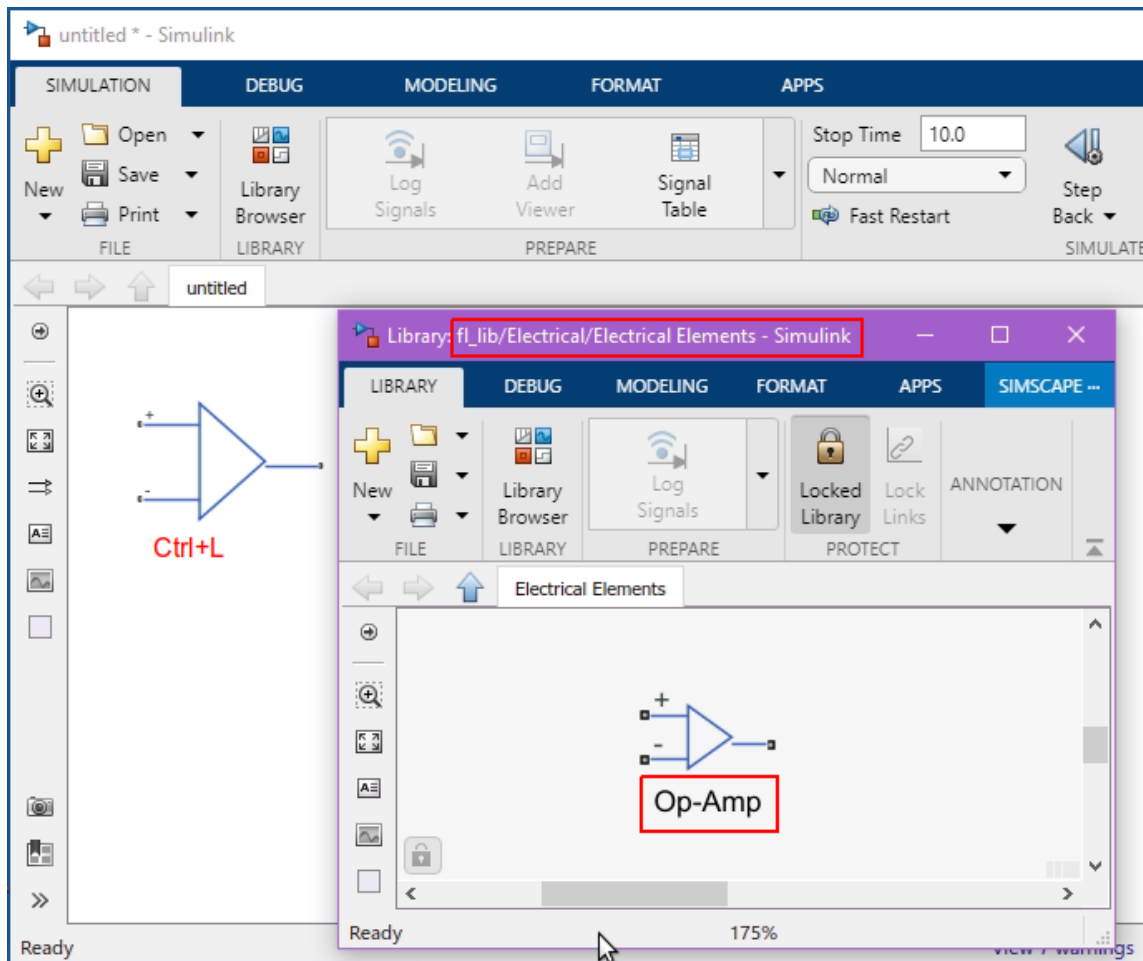 untitled * - Simulink
SIMULATION DEBUG MODELING FORMAT APPS
New
Open
Save
Print
FILE
Library
Browser
LIBRARY
Log
Signals
Add
Viewer
Signal
Table
PREPARE
Stop Time 10.0
Normal
Fast Restart
Step
Back
SIMULATE
untitled
+
-
Ctrl+L
Library: fl_lib/Electrical/Electrical Elements - Simulink
LIBRARY DEBUG MODELING FORMAT APPS SIMSCAPE ...
New
FILE
Library
Browser
LIBRARY
Log
Signals
PREPARE
Locked
Library
Lock
Links
PROTECT
ANNOTATION
Electrical Elements
+
-
Op-Amp
Ready 175%
Ready
View 7 warnings